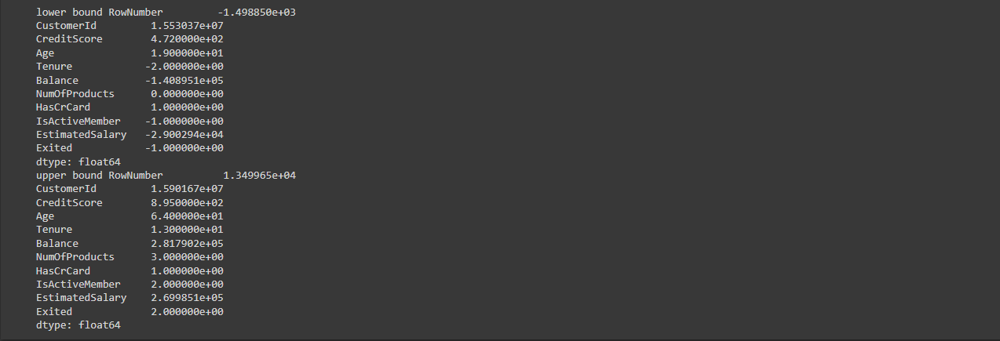 lower bound RowNumber         -1.498850e+03
CustomerId         1.553037e+07
CreditScore        4.720000e+02
Age                1.900000e+01
Tenure            -2.000000e+00
Balance           -1.408951e+05
NumOfProducts      0.000000e+00
HasCrCard          1.000000e+00
IsActiveMember    -1.000000e+00
EstimatedSalary   -2.900294e+04
Exited            -1.000000e+00
dtype: float64
upper bound RowNumber          1.349965e+04
CustomerId         1.590167e+07
CreditScore        8.950000e+02
Age                6.400000e+01
Tenure             1.300000e+01
Balance            2.817902e+05
NumOfProducts      3.000000e+00
HasCrCard          1.000000e+00
IsActiveMember     2.000000e+00
EstimatedSalary    2.699851e+05
Exited             2.000000e+00
dtype: float64